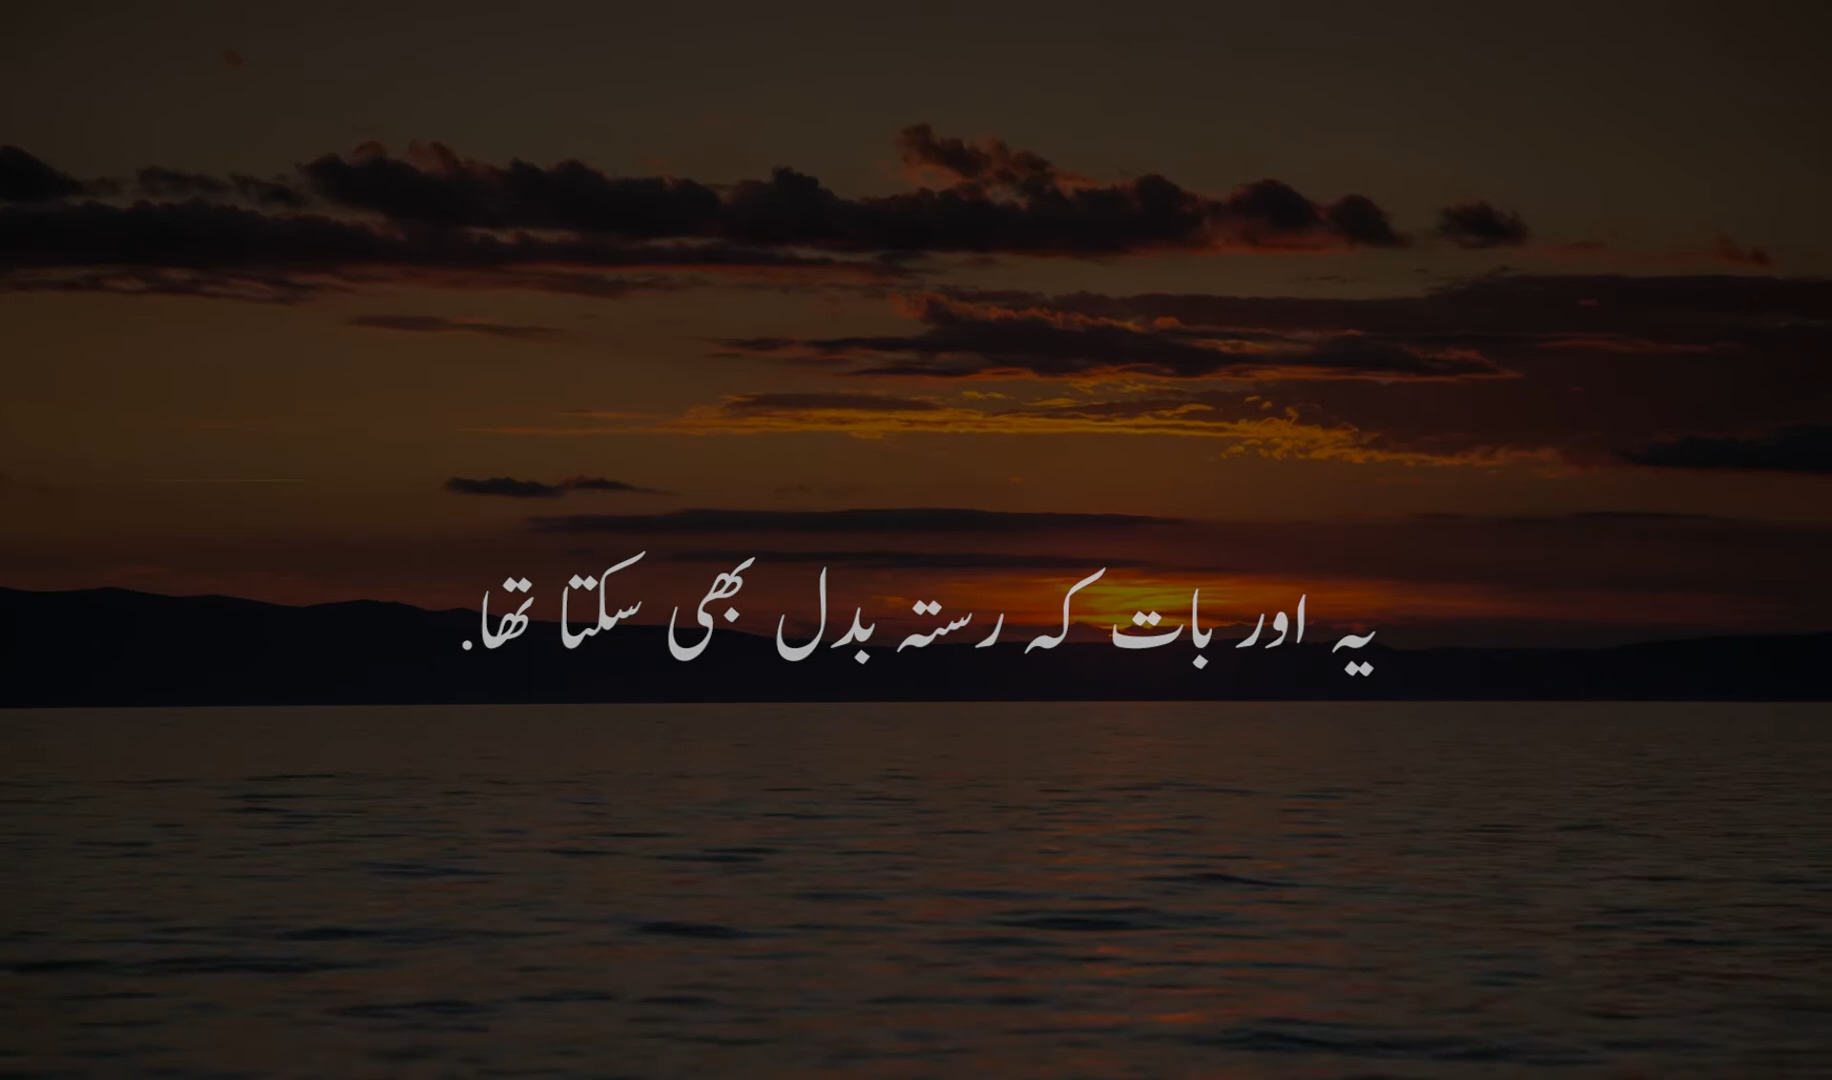 یہ اور بات کہ رستہ بدل بھی سکتا تھا.